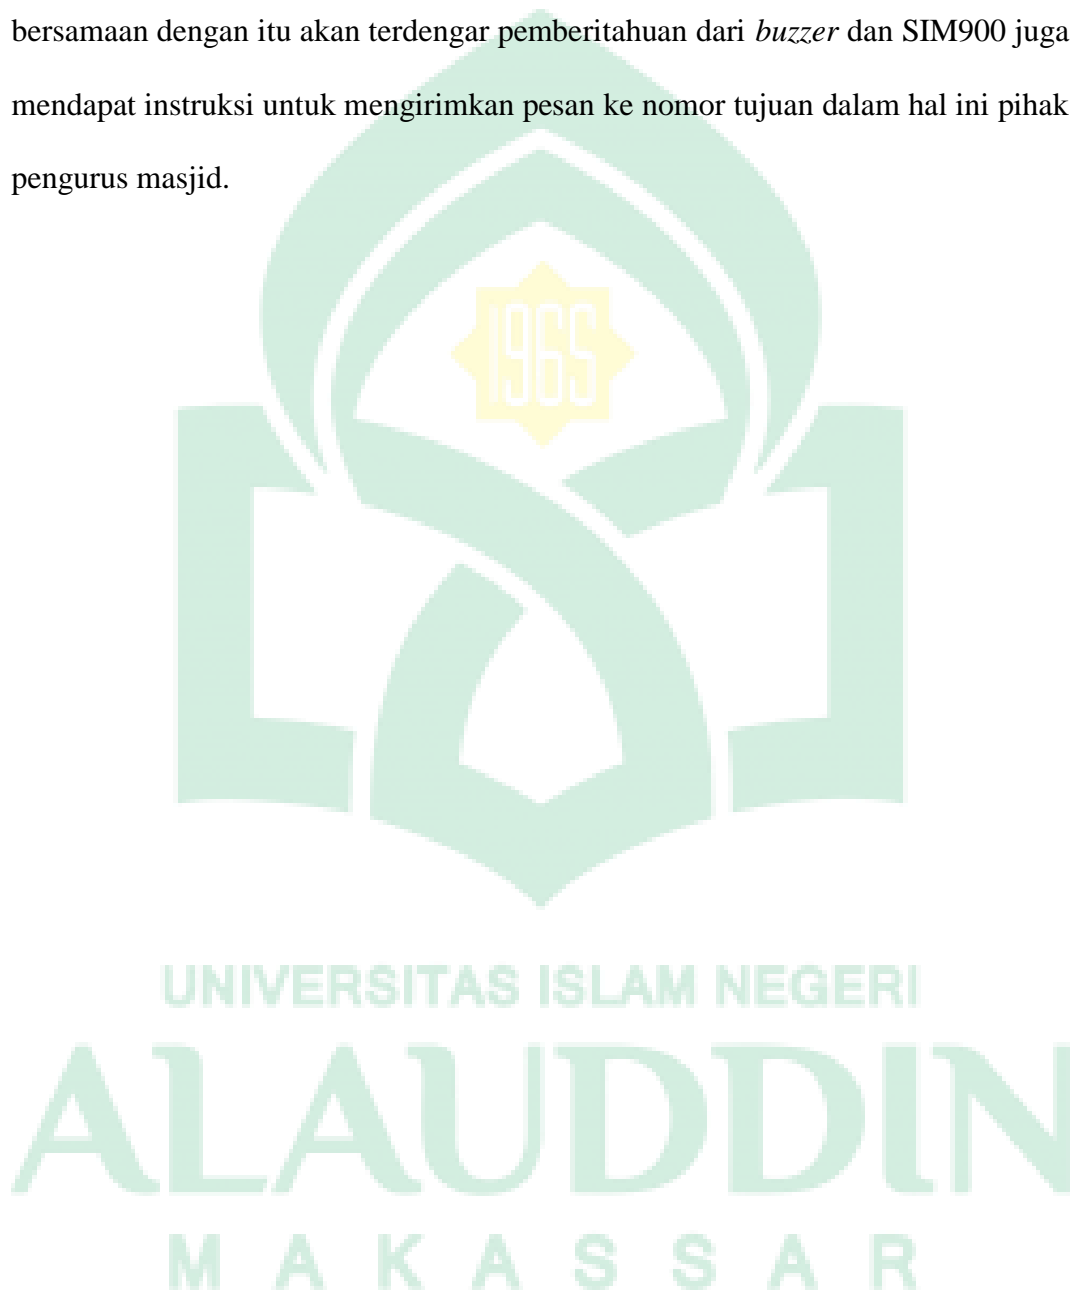 bersamaan dengan itu akan terdengar pemberitahuan dari buzzer dan SIM900 juga
mendapat instruksi untuk mengirimkan pesan ke nomor tujuan dalam hal ini pihak
pengurus masjid.
1965
UNIVERSITAS ISLAM NEGERI
ALAUDDIN
MAKASSAR